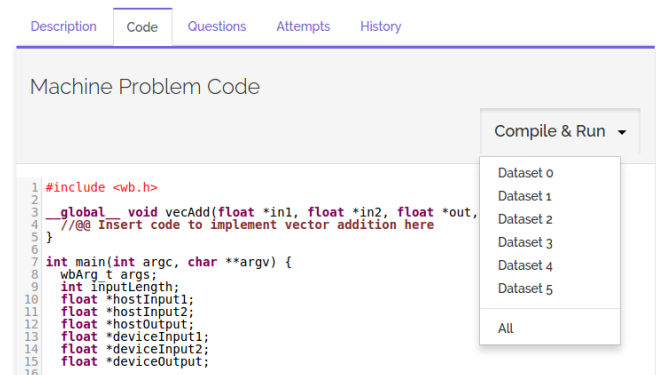 Description Code Questions Attempts History
Machine Problem Code
Compile & Run
Dataset 0
Dataset 1
Dataset 2
Dataset 3
Dataset 4
Dataset 5
All
1 #include <wb.h>
2
3 __global__ void vecAdd(float *in1, float *in2, float *out,
4 //@@ Insert code to implement vector addition here
5 }
6
7 int main(int argc, char **argv) {
8 wbArg_t args;
9 int inputLength;
10 float *hostInput1;
11 float *hostInput2;
12 float *hostOutput;
13 float *deviceInput1;
14 float *deviceInput2;
15 float *deviceOutput;
16